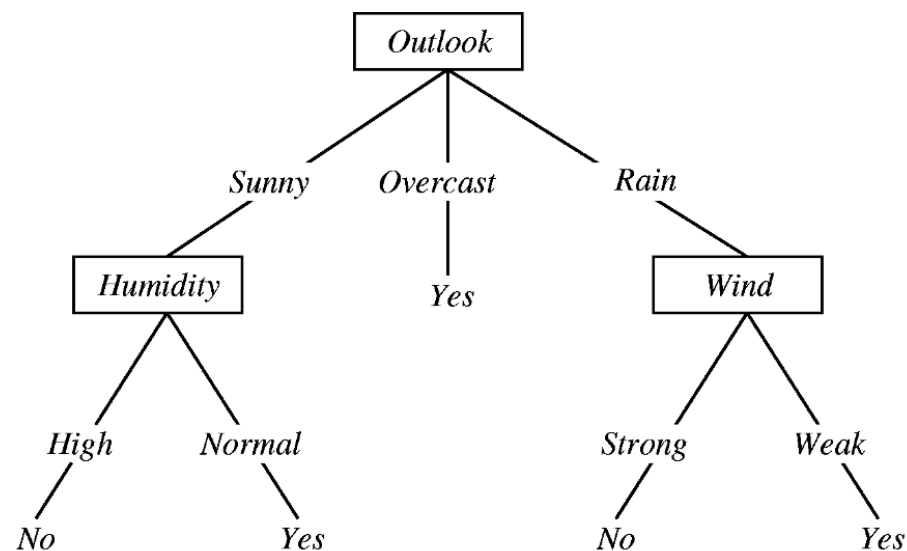 Outlook
Sunny Overcast Rain
Humidity Yes Wind
High Normal Strong Weak
No Yes No Yes